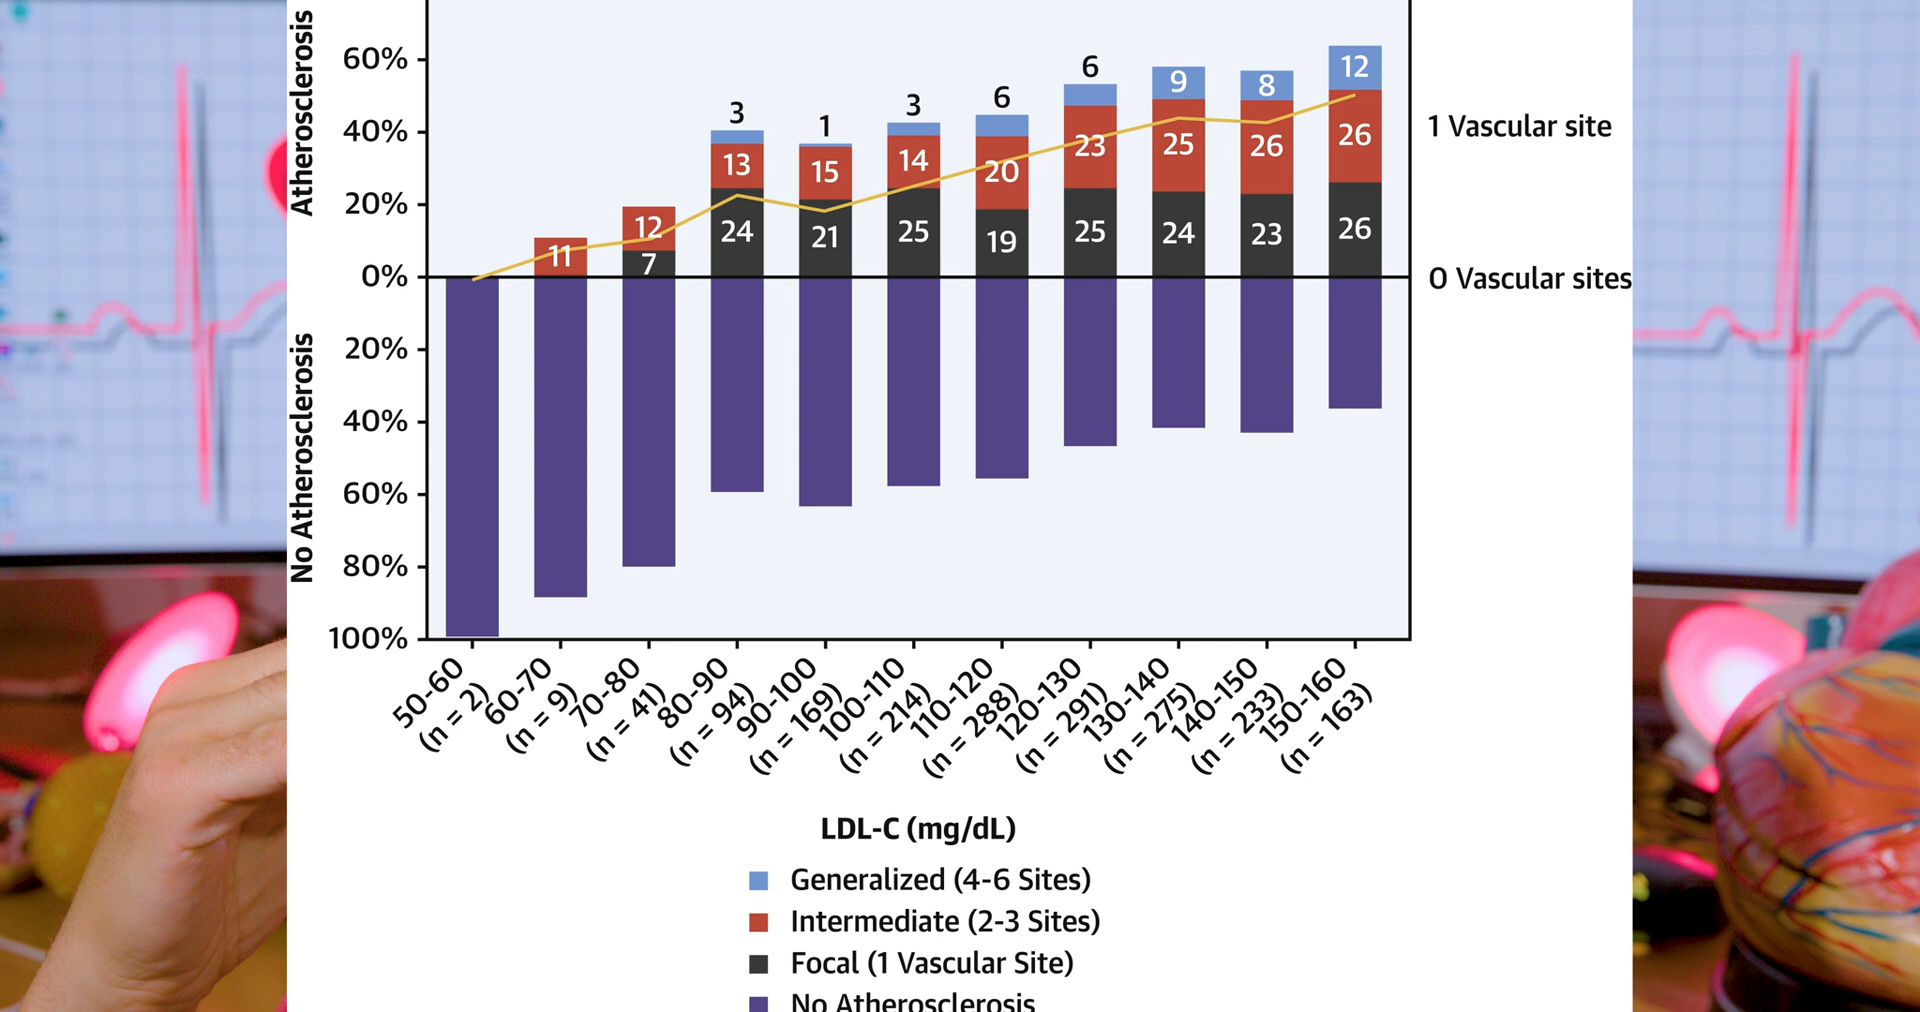 Atherosclerosis
No Atherosclerosis
60%
40%
20%
0%
20%
40%
60%
80%
100%
11
12
7
3
13
24
1
15
21
3
14
25
6
20
19
6
23
25
9
25
24
8
26
23
12
26
26
1 Vascular site
0 Vascular sites
50-60
(n = 2)
60-70
(n = 9)
70-80
(n = 41)
80-90
(n = 94)
90-100
(n = 169)
100-110
(n = 214)
110-120
(n = 288)
120-130
(n = 291)
130-140
(n = 275)
140-150
(n = 233)
150-160
(n = 163)
LDL-C (mg/dL)
Generalized (4-6 Sites)
Intermediate (2-3 Sites)
Focal (1 Vascular Site)
No Atherosclerosis